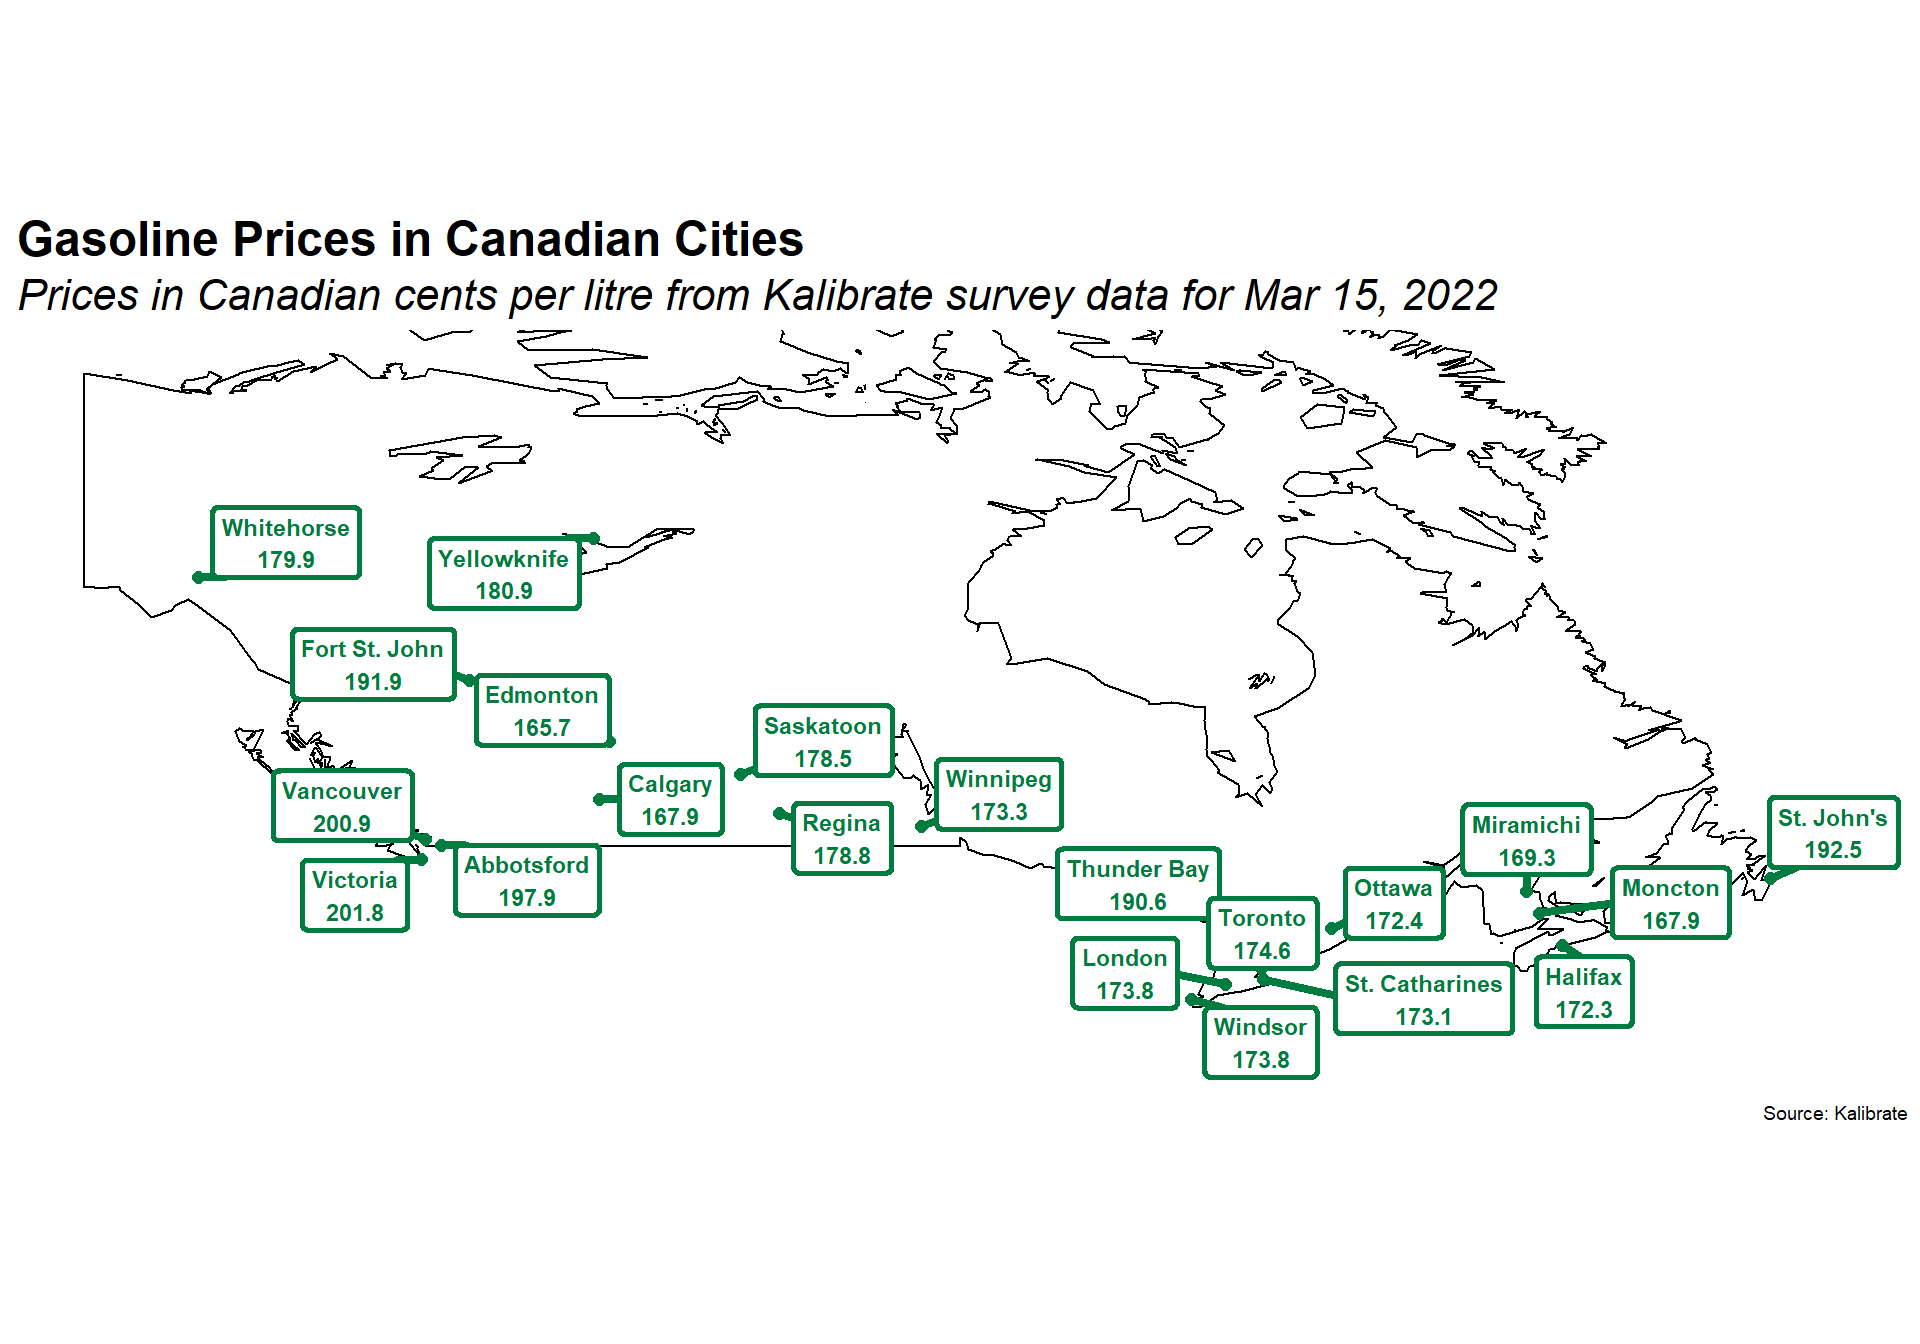 Gasoline Prices in Canadian Cities
Prices in Canadian cents per litre from Kalibrate survey data for Mar 15, 2022
Whitehorse
179.9
Yellowknife
180.9
Fort St. John
191.9
Edmonton
165.7
Saskatoon
178.5
Winnipeg
173.3
Calgary
167.9
Vancouver
200.9
Regina
178.8
Miramichi
169.3
St. John's
192.5
Abbotsford
197.9
Victoria
201.8
Thunder Bay
190.6
Ottawa
172.4
Moncton
167.9
Toronto
174.6
London
173.8
St. Catharines
173.1
Halifax
172.3
Windsor
173.8
Source: Kalibrate